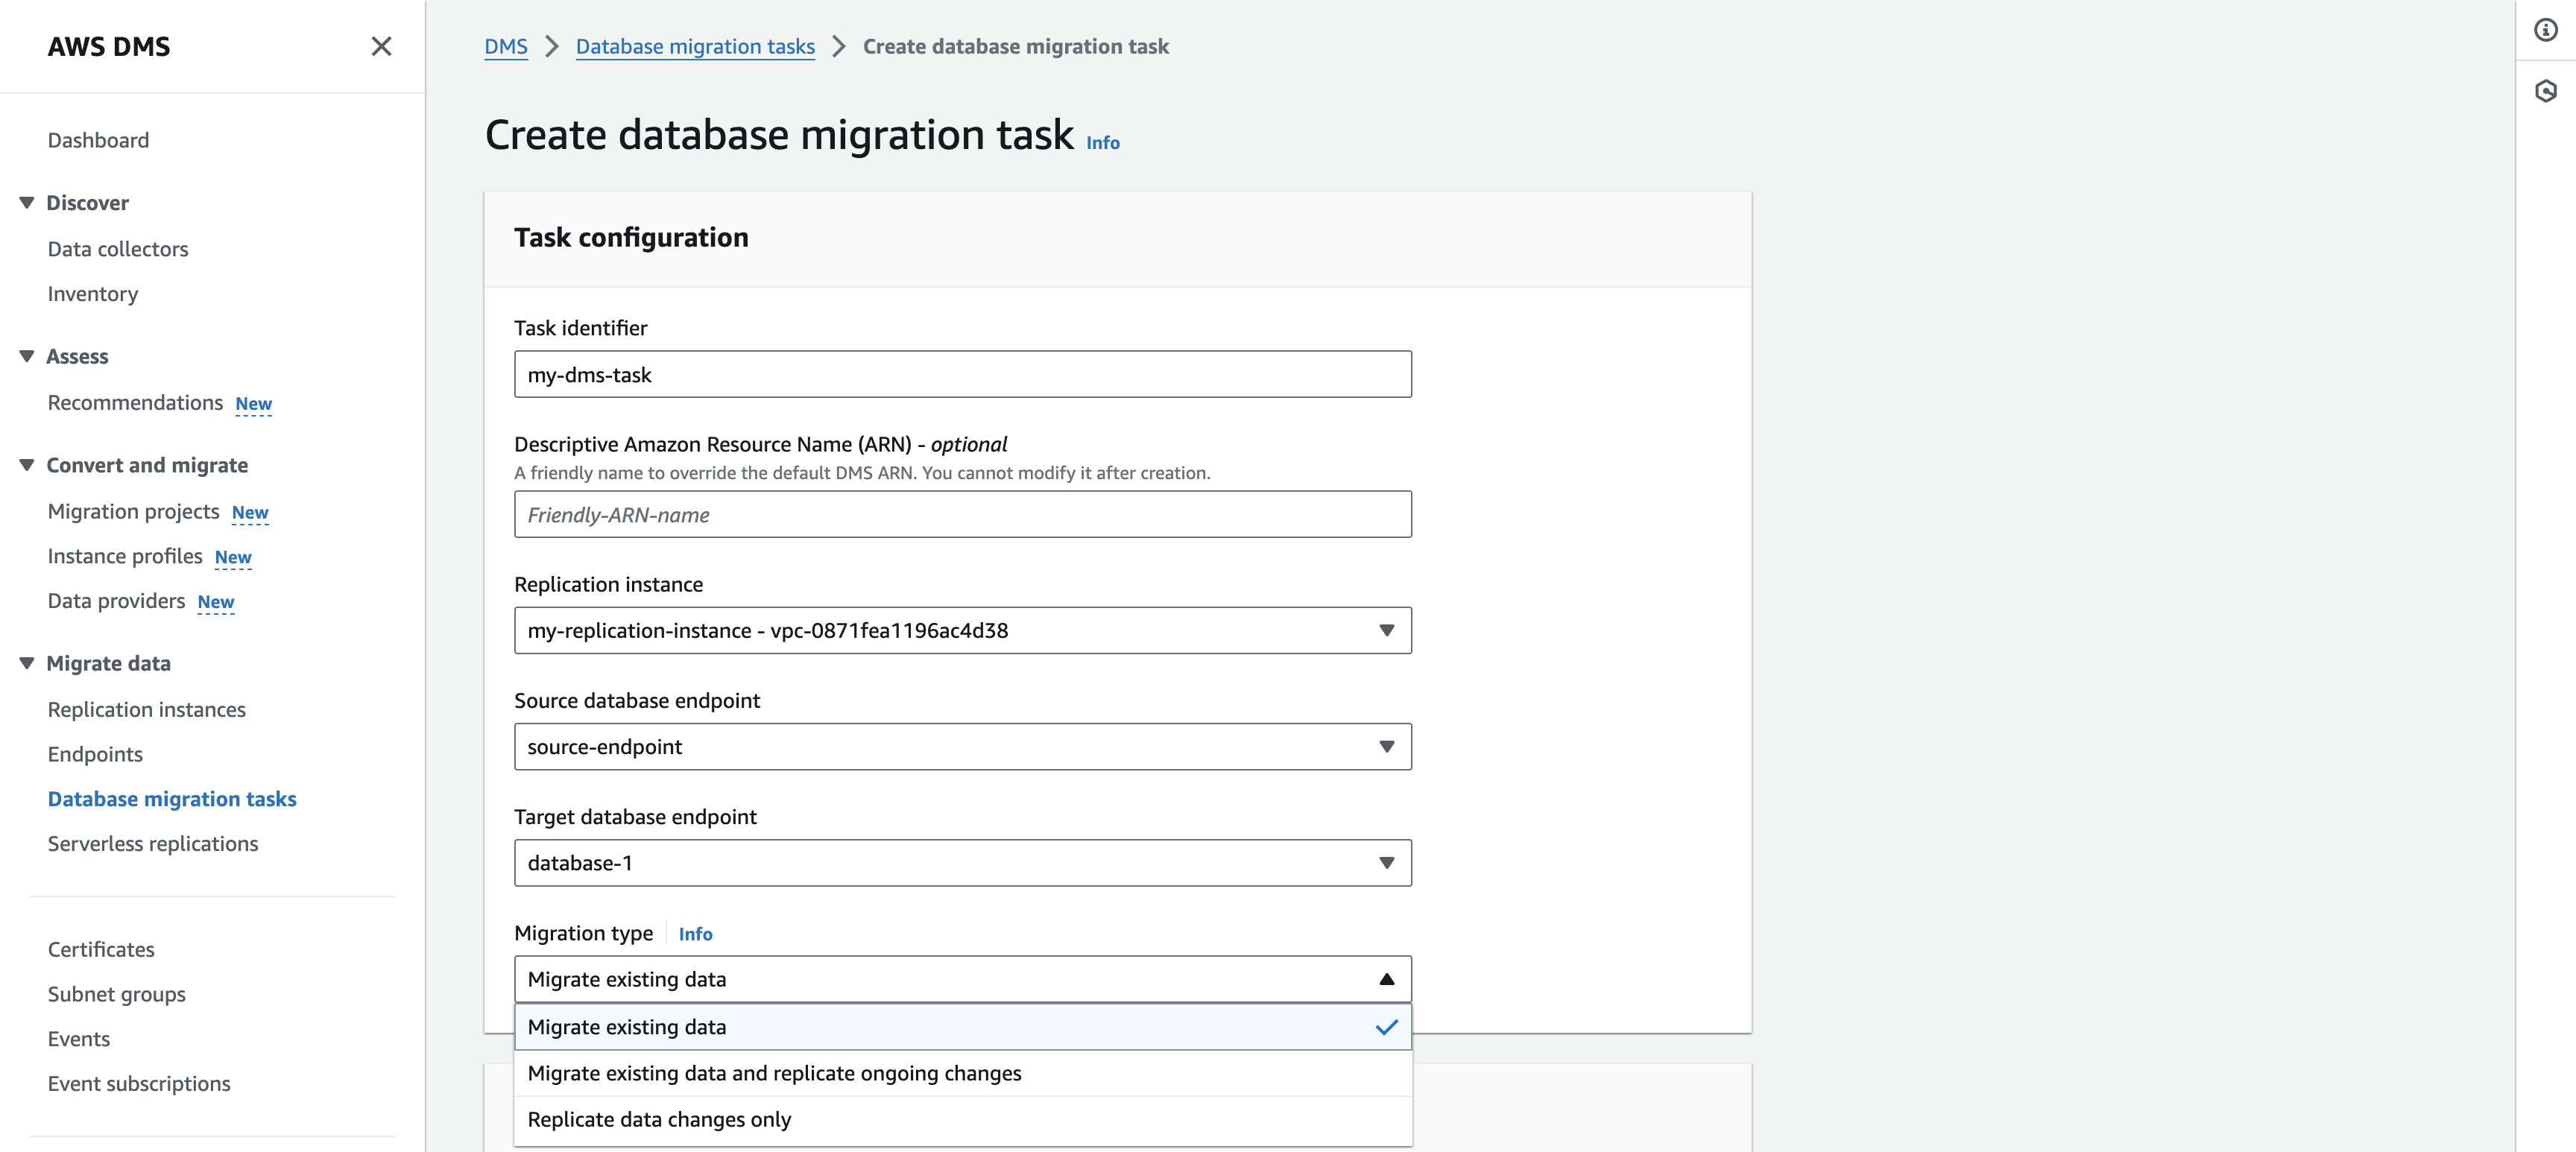 AWS DMS
Dashboard
Discover
Data collectors
Inventory
Assess
Recommendations New
Convert and migrate
Migration projects New
Instance profiles New
Data providers New
Migrate data
Replication instances
Endpoints
Database migration tasks
Serverless replications
Certificates
Subnet groups
Events
Event subscriptions
DMS > Database migration tasks > Create database migration task
Create database migration task Info
Task configuration
Task identifier
my-dms-task
Descriptive Amazon Resource Name (ARN) - optional
A friendly name to override the default DMS ARN. You cannot modify it after creation.
Friendly-ARN-name
Replication instance
my-replication-instance - vpc-0871fea1196ac4d38
Source database endpoint
source-endpoint
Target database endpoint
database-1
Migration type Info
Migrate existing data
Migrate existing data
Migrate existing data and replicate ongoing changes
Replicate data changes only